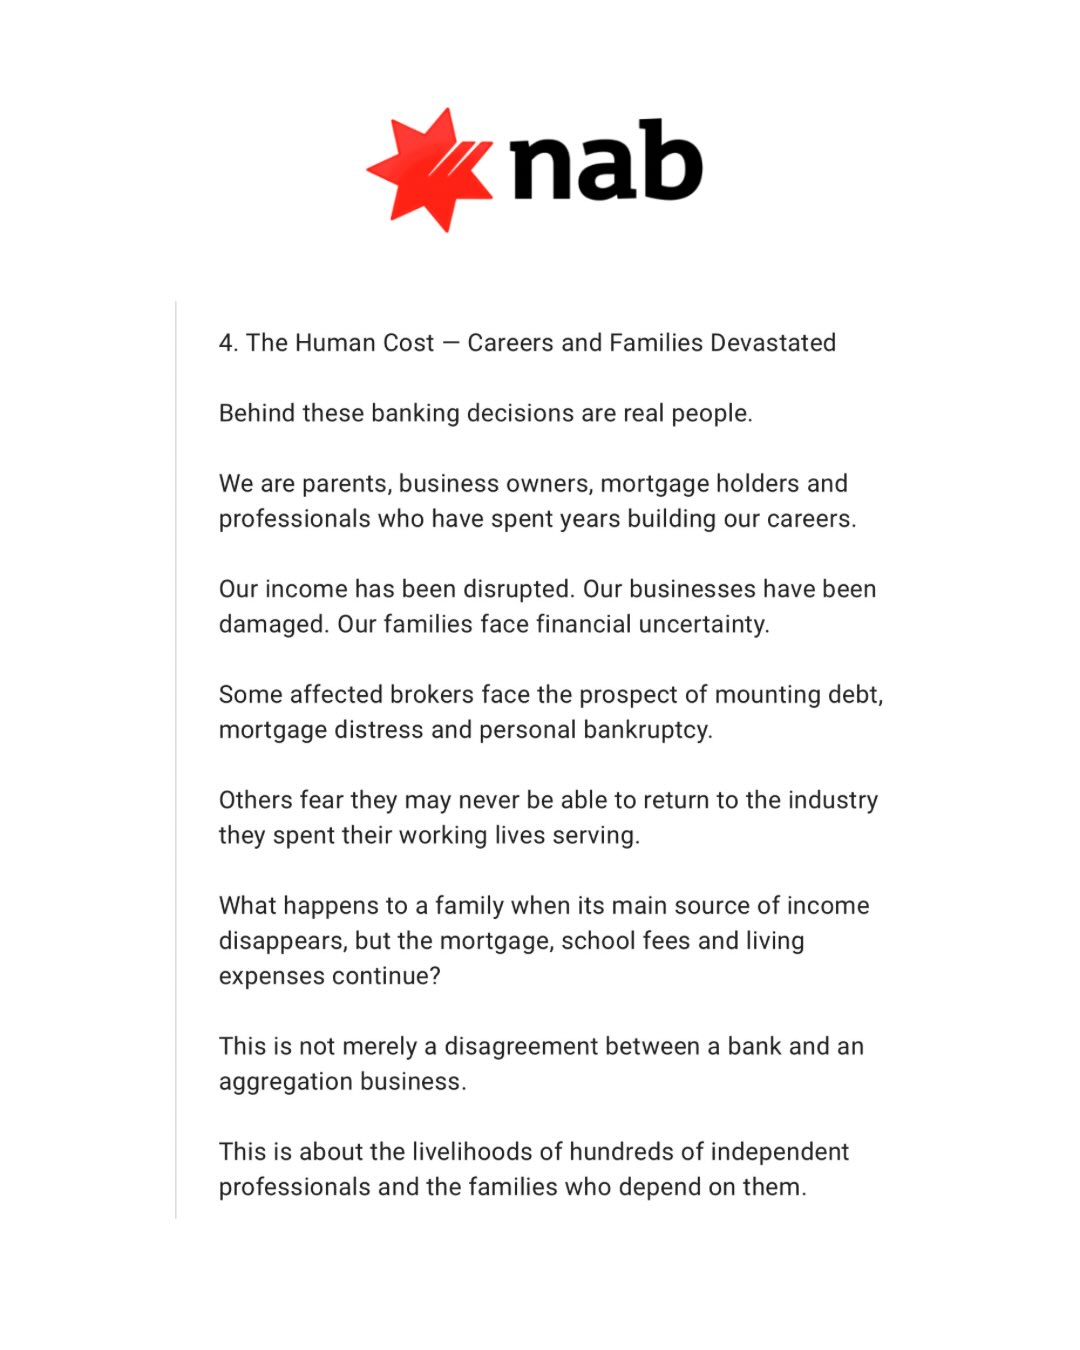 nab
4. The Human Cost — Careers and Families Devastated
Behind these banking decisions are real people.
We are parents, business owners, mortgage holders and
professionals who have spent years building our careers.
Our income has been disrupted. Our businesses have been
damaged. Our families face financial uncertainty.
Some affected brokers face the prospect of mounting debt,
mortgage distress and personal bankruptcy.
Others fear they may never be able to return to the industry
they spent their working lives serving.
What happens to a family when its main source of income
disappears, but the mortgage, school fees and living
expenses continue?
This is not merely a disagreement between a bank and an
aggregation business.
This is about the livelihoods of hundreds of independent
professionals and the families who depend on them.